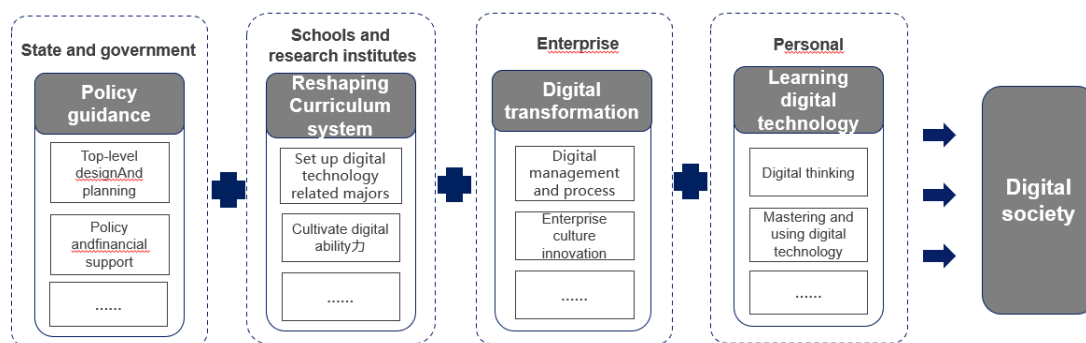 State and government
Policy
guidance
Top-level
designAnd
planning
Policy
andfinancial
support
......
Schools and
research institutes
Reshaping
Curriculum
system
Set up digital
technology
related majors
Cultivate digital
ability力
......
Enterprise
Digital
transformation
Digital
management
and process
Enterprise
culture
innovation
......
Personal
Learning
digital
technology
Digital thinking
Mastering and
using digital
technology
......
Digital
society